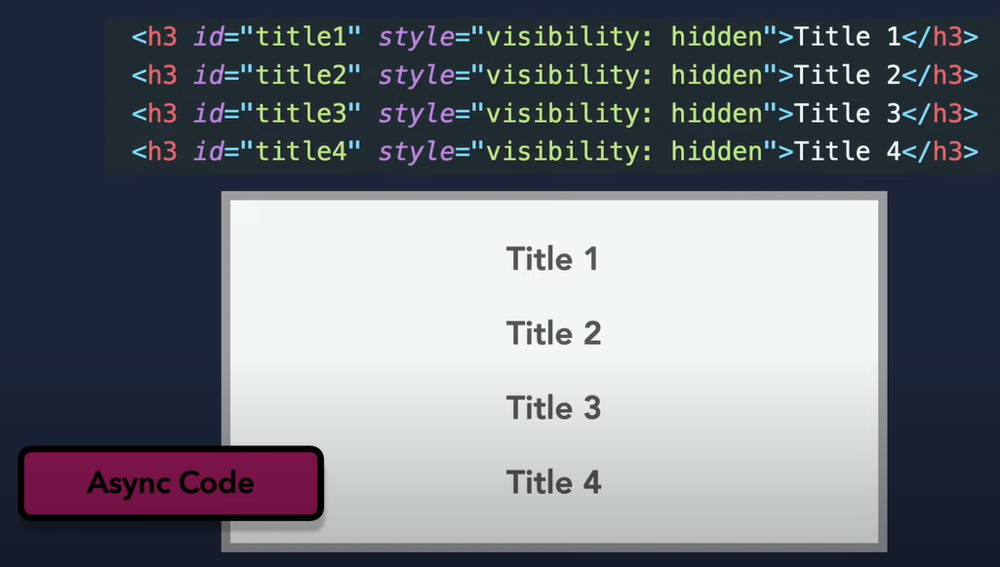 <h3 id="title1" style="visibility: hidden">Title 1</h3>
<h3 id="title2" style="visibility: hidden">Title 2</h3>
<h3 id="title3" style="visibility: hidden">Title 3</h3>
<h3 id="title4" style="visibility: hidden">Title 4</h3>
Title 1
Title 2
Title 3
Title 4
Async Code